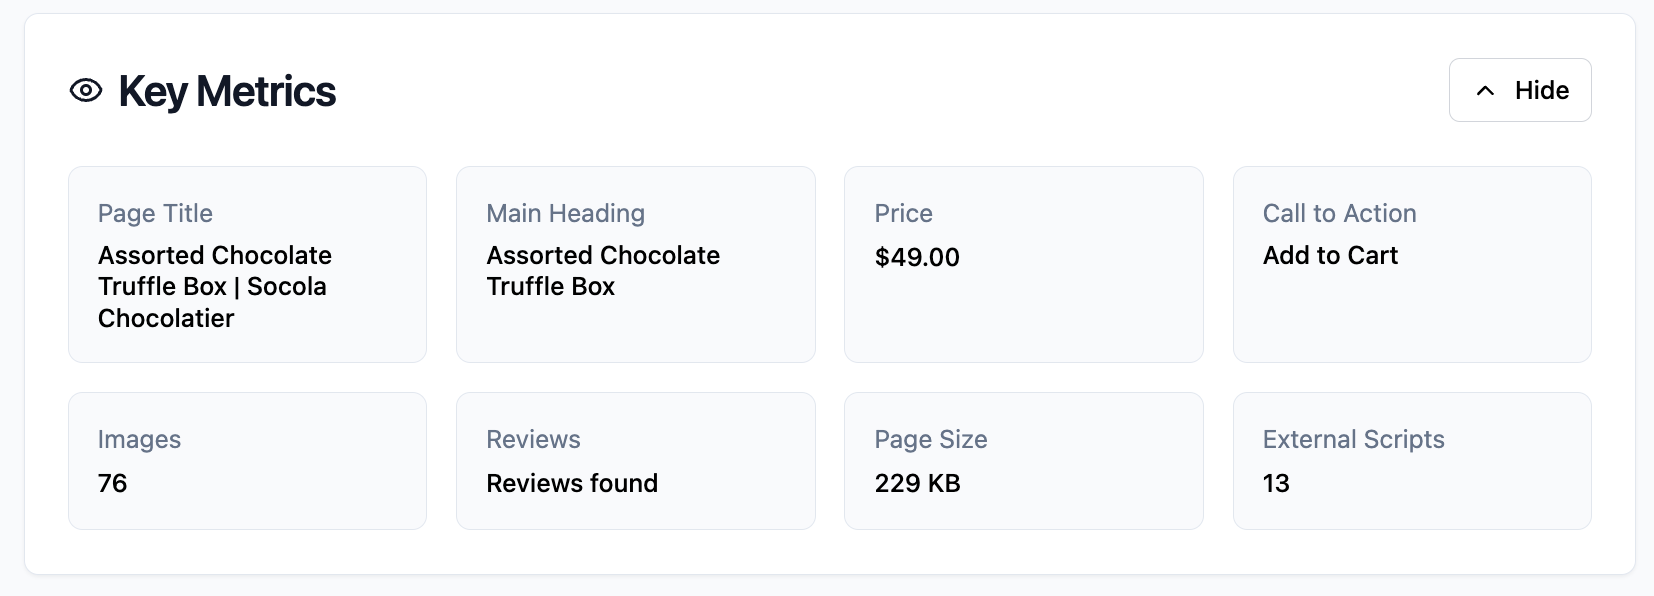 Key Metrics
Hide
Page Title
Assorted Chocolate
Truffle Box | Socola
Chocolatier
Main Heading
Assorted Chocolate
Truffle Box
Price
$49.00
Call to Action
Add to Cart
Images
76
Reviews
Reviews found
Page Size
229 KB
External Scripts
13